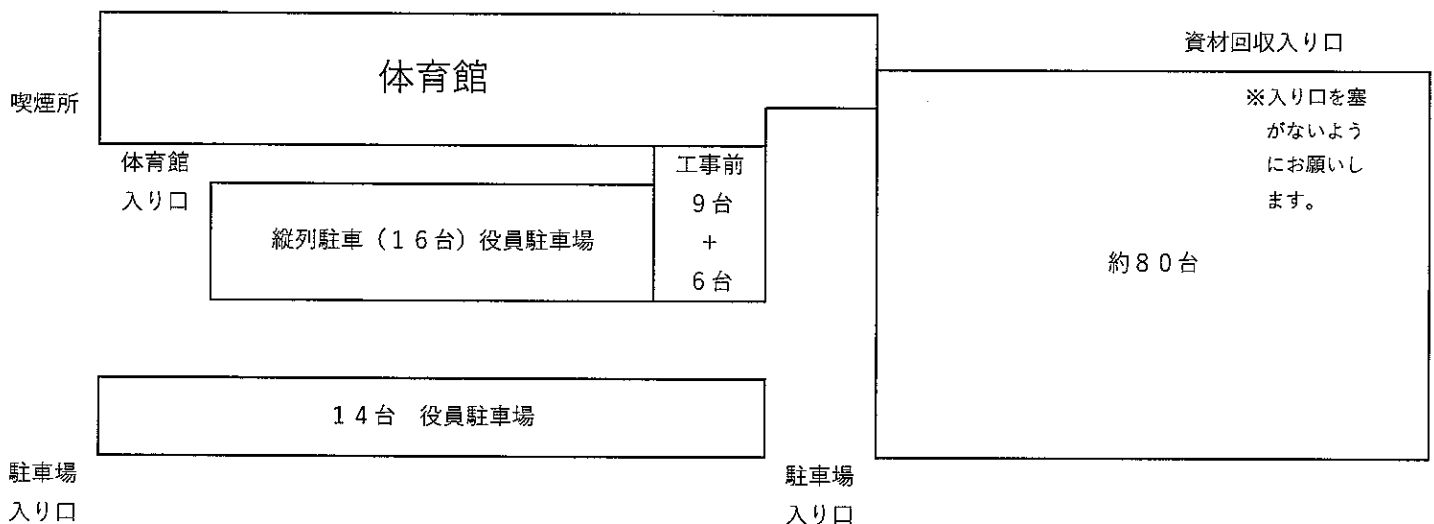 資材回収入り口
体育館
喫煙所
※入り口を塞
がないよう
にお願いし
ます。
体育館
入り口
工事前
9台
+
6台
縦列駐車（16台）役員駐車場
約80台
14台　役員駐車場
駐車場
入り口
駐車場
入り口